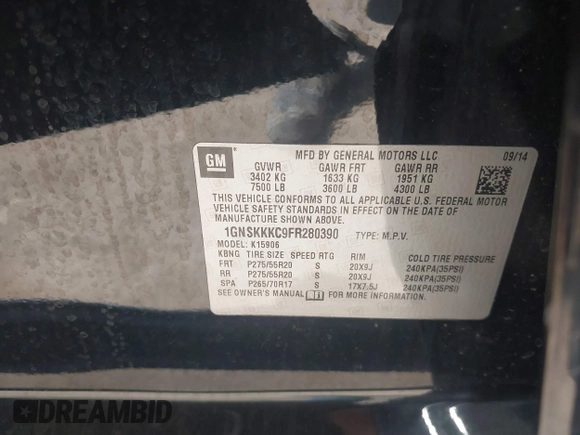 GM
MFD BY GENERAL MOTORS LLC 09/14
GVWR GAWR FRT GAWR RR
3402 KG 1633 KG 1951 KG
7500 LB 3600 LB 4300 LB
THIS VEHICLE CONFORMS TO ALL APPLICABLE U.S. FEDERAL MOTOR
VEHICLE SAFETY STANDARDS IN EFFECT ON THE DATE OF
MANUFACTURE SHOWN ABOVE.
1GNSKKKC9FR280390 TYPE: M.P.V.
MODEL: K15906
KBNG TIRE SIZE SPEED RTG RIM COLD TIRE PRESSURE
FRT P275/55R20 S 20X9J 240KPA(35PSI)
RR P275/55R20 S 20X9J 240KPA(35PSI)
SPA P265/70R17 S 17X7.5J 240KPA(35PSI)
SEE OWNER'S MANUAL FOR MORE INFORMATION.
DREAMBID